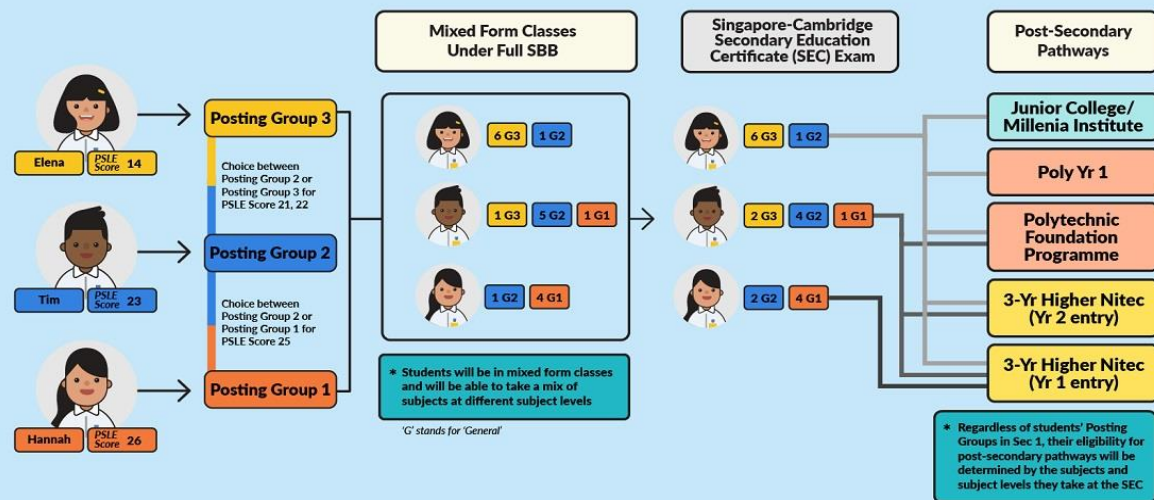 Mixed Form Classes
Under Full SBB
Singapore-Cambridge
Secondary Education
Certificate (SEC) Exam
Post-Secondary
Pathways
Elena
PSLE
Score 14
Posting Group 3
Choice between
Posting Group 2 or
Posting Group 3 for
PSLE Score 21, 22
Tim
PSLE
Score 23
Posting Group 2
Choice between
Posting Group 2 or
Posting Group 1 for
PSLE Score 25
Hannah
PSLE
Score 26
Posting Group 1
6 G3 1 G2
1 G3 5 G2 1 G1
1 G2 4 G1
* Students will be in mixed form classes
and will be able to take a mix of
subjects at different subject levels
'G' stands for 'General'
6 G3 1 G2
2 G3 4 G2 1 G1
2 G2 4 G1
Junior College/
Millenia Institute
Poly Yr 1
Polytechnic
Foundation
Programme
3-Yr Higher Nitec
(Yr 2 entry)
3-Yr Higher Nitec
(Yr 1 entry)
* Regardless of students' Posting
Groups in Sec 1, their eligibility for
post-secondary pathways will be
determined by the subjects and
subject levels they take at the SEC